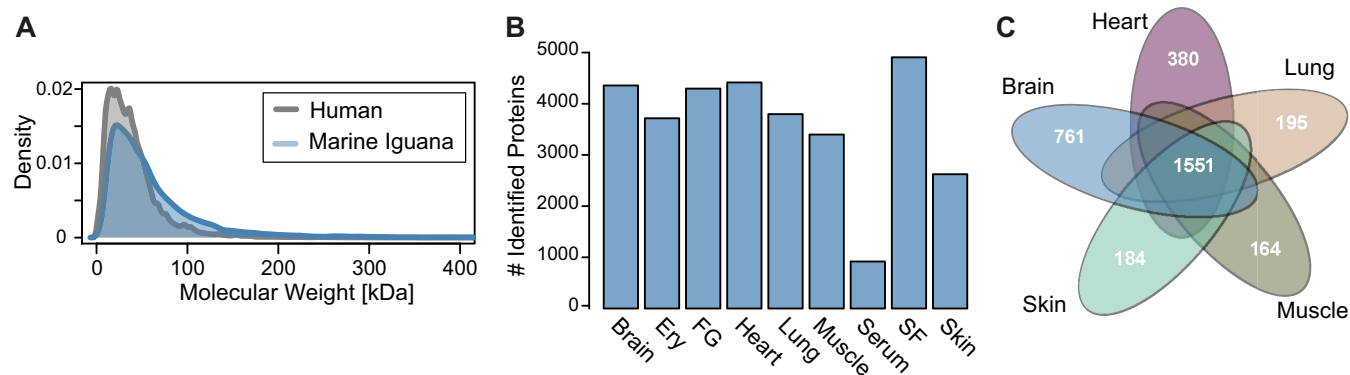 A
Density
0.02
0.01
0
Human
Marine Iguana
0
100
200
300
400
Molecular Weight [kDa]
B
# Identified Proteins
5000
4000
3000
2000
1000
0
Brain
Ery
FG
Heart
Lung
Muscle
Serum
SF
Skin
C
Heart
380
Lung
195
Brain
761
1551
184
164
Skin
Muscle